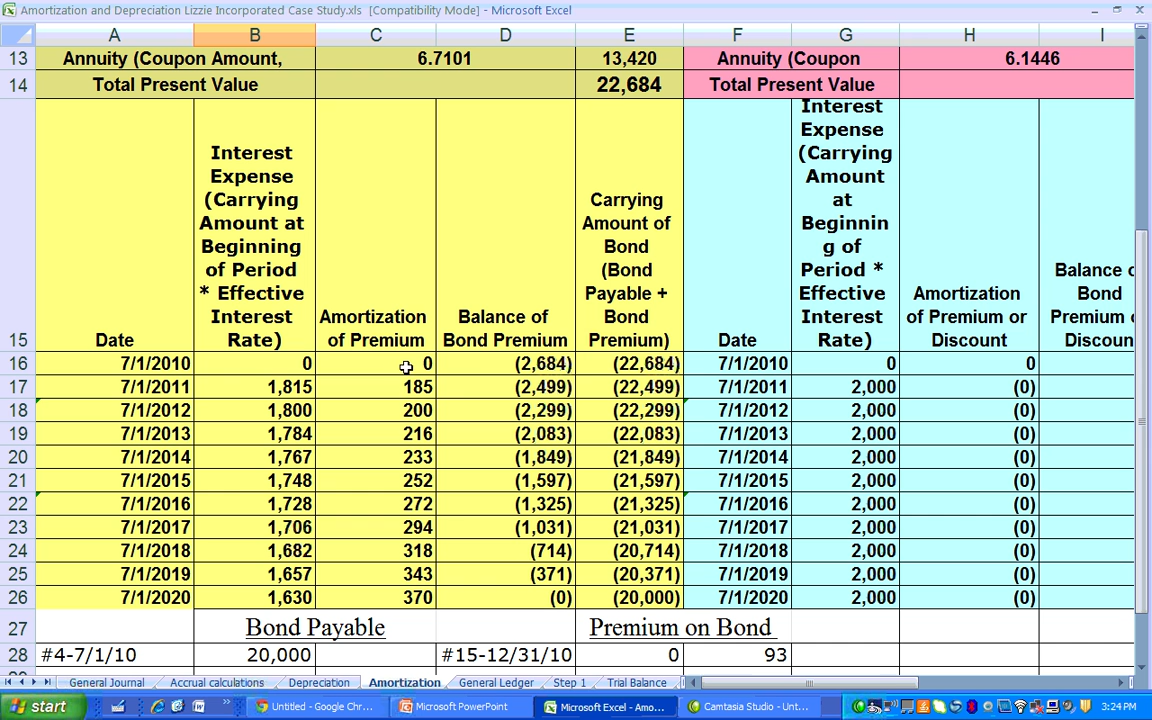 Amortization and Depreciation Lizzie Incorporated Case Study.xls [Compatibility Mode] - Microsoft Excel
A B C D E F G H I
13 Annuity (Coupon Amount, 6.7101 13,420 Annuity (Coupon 6.1446
14 Total Present Value 22,684 Total Present Value
15
Date
Interest
Expense
(Carrying
Amount at
Beginning
of Period
* Effective
Interest
Rate)
Amortization
of Premium
Balance of
Bond Premium
Carrying
Amount of
Bond
(Bond
Payable +
Bond
Premium)
Date
Interest
Expense
(Carrying
Amount
at
Beginnin
g of
Period *
Effective
Interest
Rate)
Amortization
of Premium or
Discount
Balance o
Bond
Premium o
Discoun
16 7/1/2010 0 0 (2,684) (22,684) 7/1/2010 0 0
17 7/1/2011 1,815 185 (2,499) (22,499) 7/1/2011 2,000 (0)
18 7/1/2012 1,800 200 (2,299) (22,299) 7/1/2012 2,000 (0)
19 7/1/2013 1,784 216 (2,083) (22,083) 7/1/2013 2,000 (0)
20 7/1/2014 1,767 233 (1,849) (21,849) 7/1/2014 2,000 (0)
21 7/1/2015 1,748 252 (1,597) (21,597) 7/1/2015 2,000 (0)
22 7/1/2016 1,728 272 (1,325) (21,325) 7/1/2016 2,000 (0)
23 7/1/2017 1,706 294 (1,031) (21,031) 7/1/2017 2,000 (0)
24 7/1/2018 1,682 318 (714) (20,714) 7/1/2018 2,000 (0)
25 7/1/2019 1,657 343 (371) (20,371) 7/1/2019 2,000 (0)
26 7/1/2020 1,630 370 (0) (20,000) 7/1/2020 2,000 (0)
27 Bond Payable Premium on Bond
28 #4-7/1/10 20,000 #15-12/31/10 0 93
General Journal Accrual calculations Depreciation Amortization General Ledger Step 1 Trial Balance
start Untitled - Google Chr... Microsoft PowerPoint Microsoft Excel - Amo... Camtasia Studio - Unt... 3:24 PM